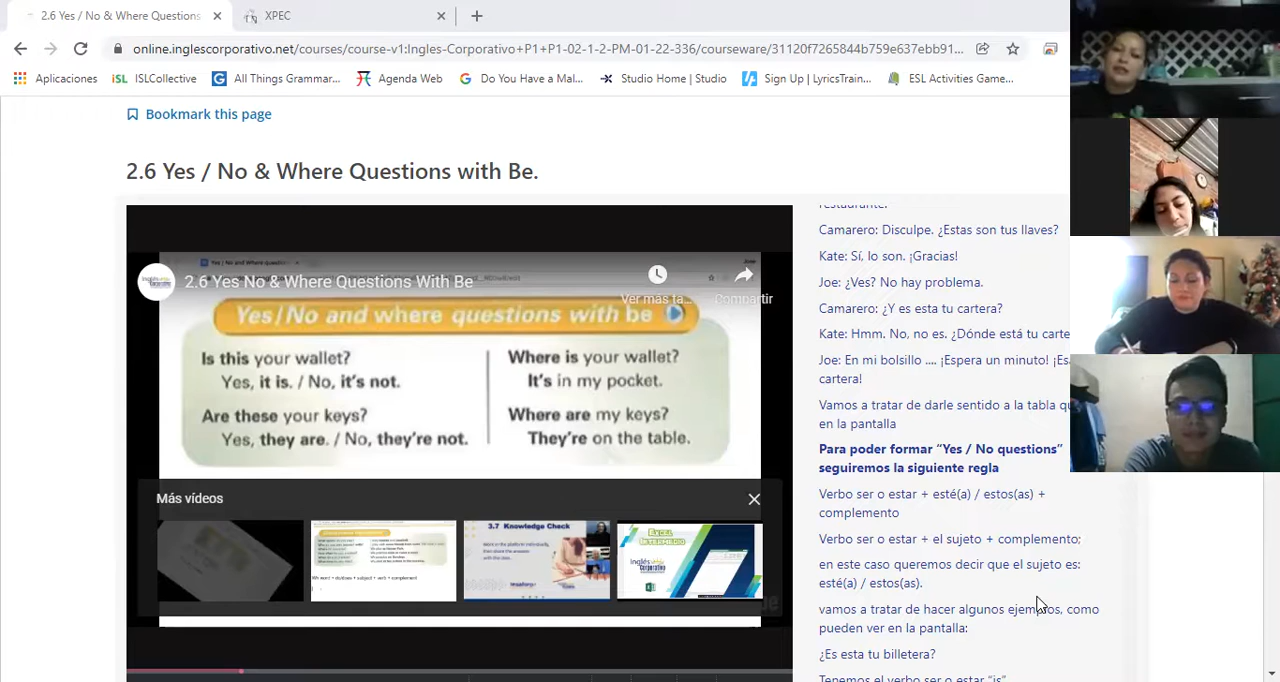 2.6 Yes / No & Where Questions
XPEC
online.inglescorporativo.net/courses/course-v1:Ingles-Corporativo+P1+P1-02-1-2-PM-01-22-336/courseware/31120f7265844b759e637ebb91...
Aplicaciones
iSL ISLCollective
All Things Grammar...
Agenda Web
Do You Have a Mal...
Studio Home | Studio
Sign Up | LyricsTrain...
ESL Activities Game...
Bookmark this page
2.6 Yes / No & Where Questions with Be.
2.6 Yes No & Where Questions With Be
Ver más ta...
Compartir
Yes/No and where questions with be
Is this your wallet?
Yes, it is. / No, it's not.
Are these your keys?
Yes, they are. / No, they're not.
Where is your wallet?
It's in my pocket.
Where are my keys?
They're on the table.
Más vídeos
3.7 Knowledge Check
restaurante.
Camarero: Disculpe. ¿Estas son tus llaves?
Kate: Sí, lo son. ¡Gracias!
Joe: ¿Ves? No hay problema.
Camarero: ¿Y es esta tu cartera?
Kate: Hmm. No, no es. ¿Dónde está tu carte
Joe: En mi bolsillo .... ¡Espera un minuto! ¡Es
cartera!
Vamos a tratar de darle sentido a la tabla qu
en la pantalla
Para poder formar “Yes / No questions”
seguiremos la siguiente regla
Verbo ser o estar + esté(a) / estos(as) +
complemento
Verbo ser o estar + el sujeto + complemento;
en este caso queremos decir que el sujeto es:
esté(a) / estos(as).
vamos a tratar de hacer algunos ejemplos, como
pueden ver en la pantalla:
¿Es esta tu billetera?
Tenemos el verbo ser o estar “is”